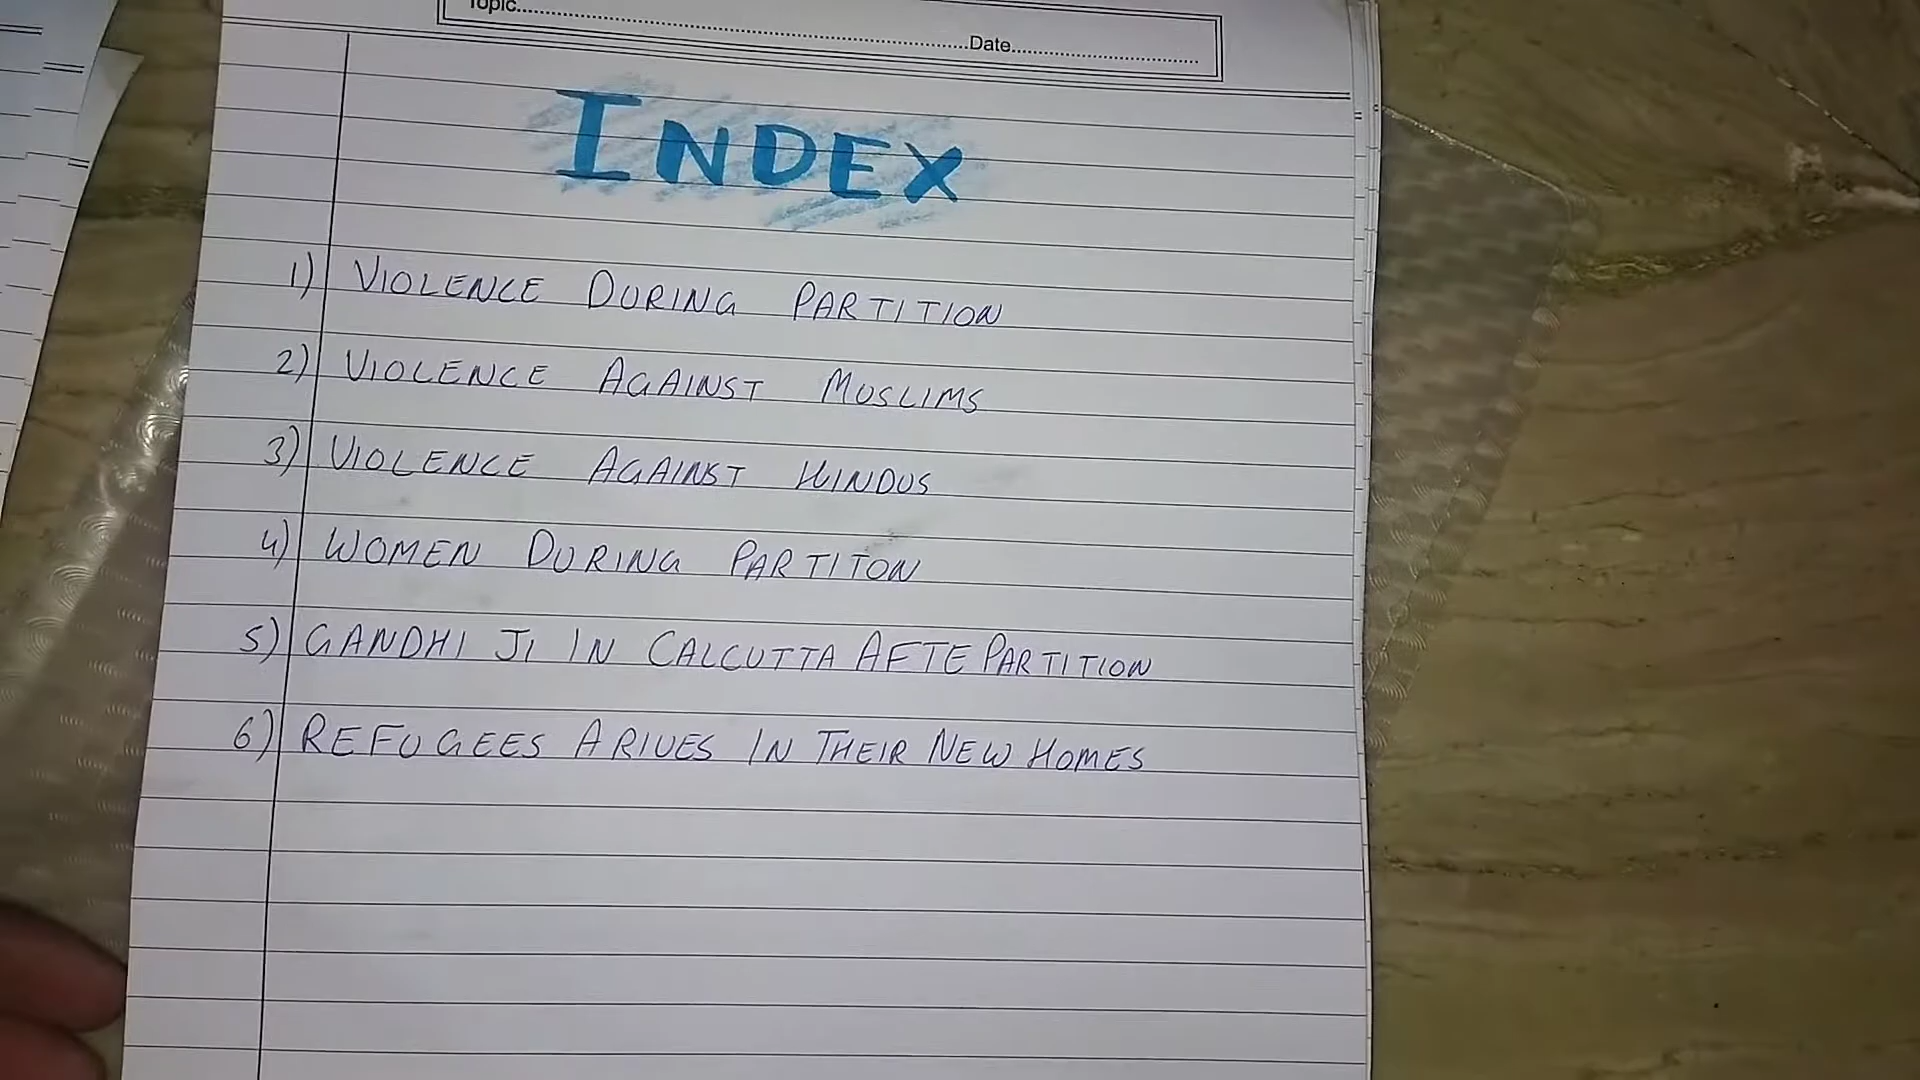 Topic....................Date....................
INDEX
1) VIOLENCE DURING PARTITION
2) VIOLENCE AGAINST MUSLIMS
3) VIOLENCE AGAINST HINDUS
4) WOMEN DURING PARTITON
5) GANDHI JI IN CALCUTTA AFTE PARTITION
6) REFUGEES ARIVES IN THEIR NEW HOMES